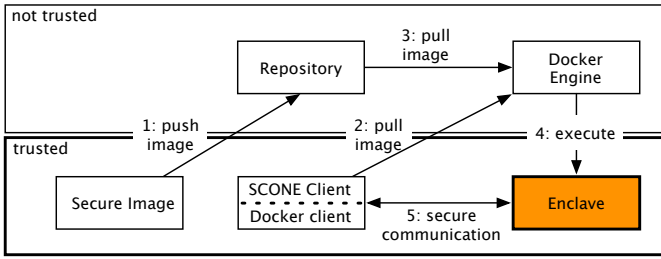 not trusted
3: pull
image
Repository
Docker
Engine
1: push
image
2: pull
image
4: execute
trusted
Secure Image
SCONE Client
Docker client
5: secure
communication
Enclave